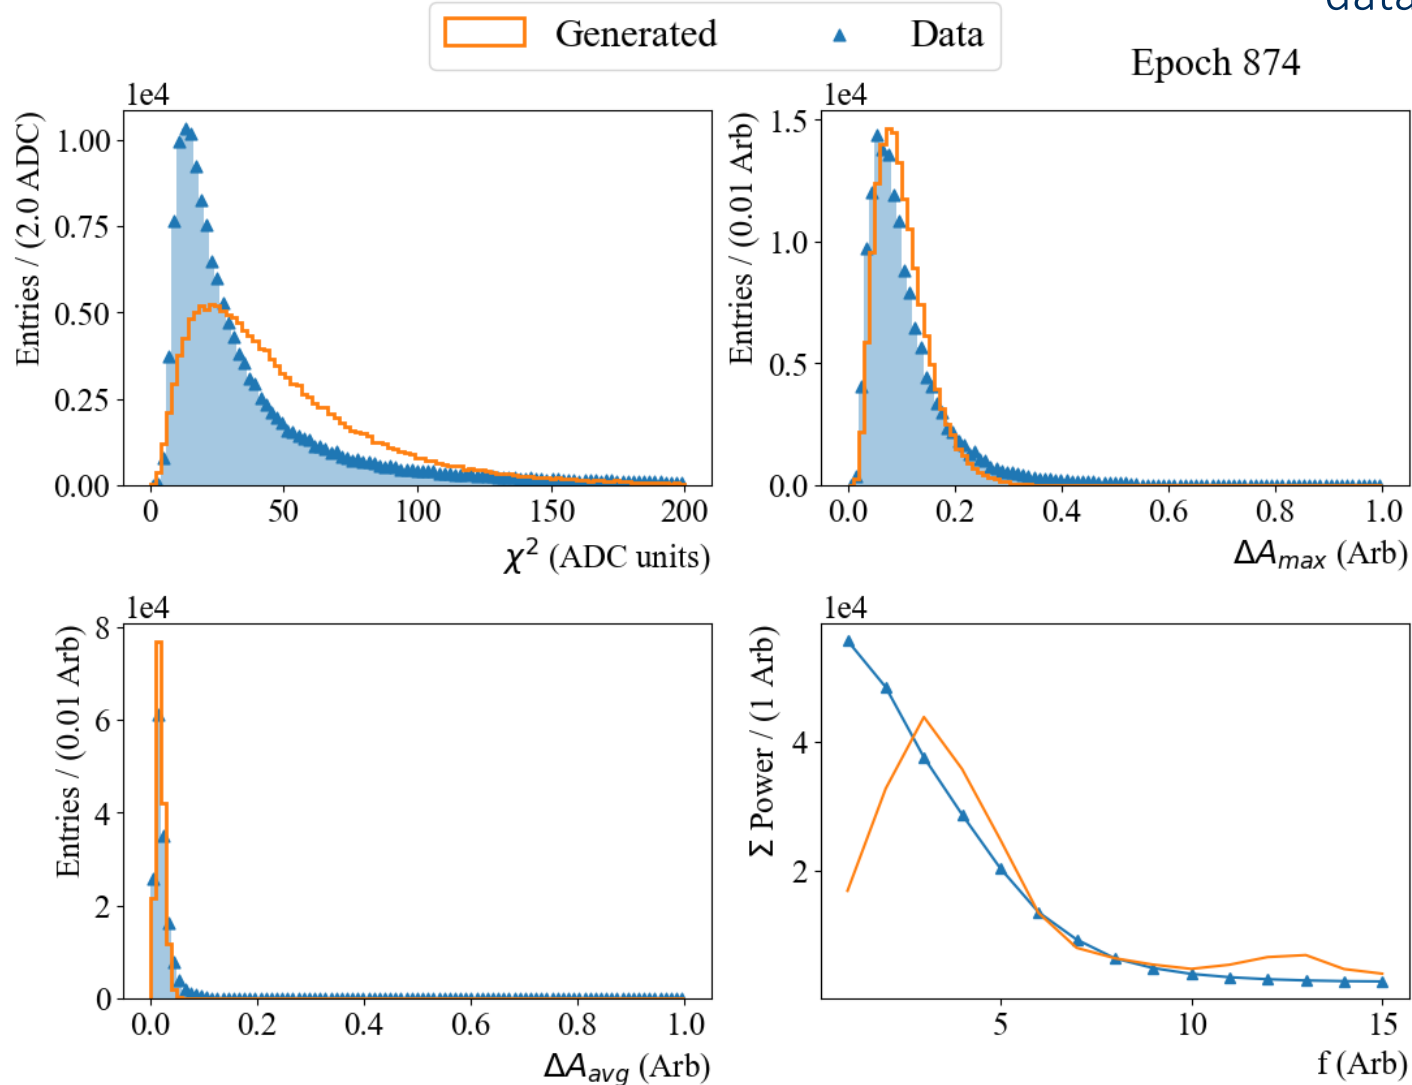 data
Generated Data
Epoch 874
1e4
Entries / (2.0 ADC)
1.00
0.75
0.50
0.25
0.00
0 50 100 150 200
χ² (ADC units)
1e4
Entries / (0.01 Arb)
1.5
1.0
0.5
0.0
0.0 0.2 0.4 0.6 0.8 1.0
ΔA_max (Arb)
1e4
Entries / (0.01 Arb)
8
6
4
2
0
0.0 0.2 0.4 0.6 0.8 1.0
ΔA_avg (Arb)
1e4
Σ Power / (1 Arb)
4
2
5 10 15
f (Arb)